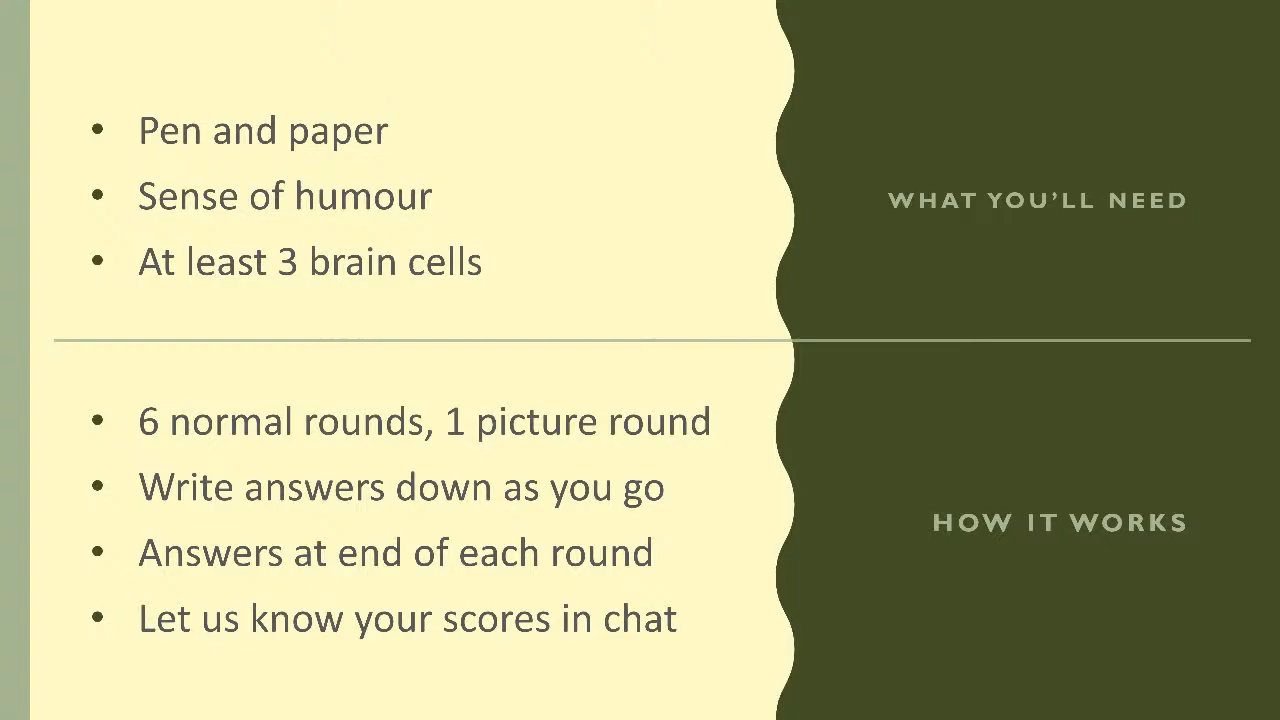 • Pen and paper
• Sense of humour
• At least 3 brain cells
WHAT YOU’LL NEED
• 6 normal rounds, 1 picture round
• Write answers down as you go
• Answers at end of each round
• Let us know your scores in chat
HOW IT WORKS